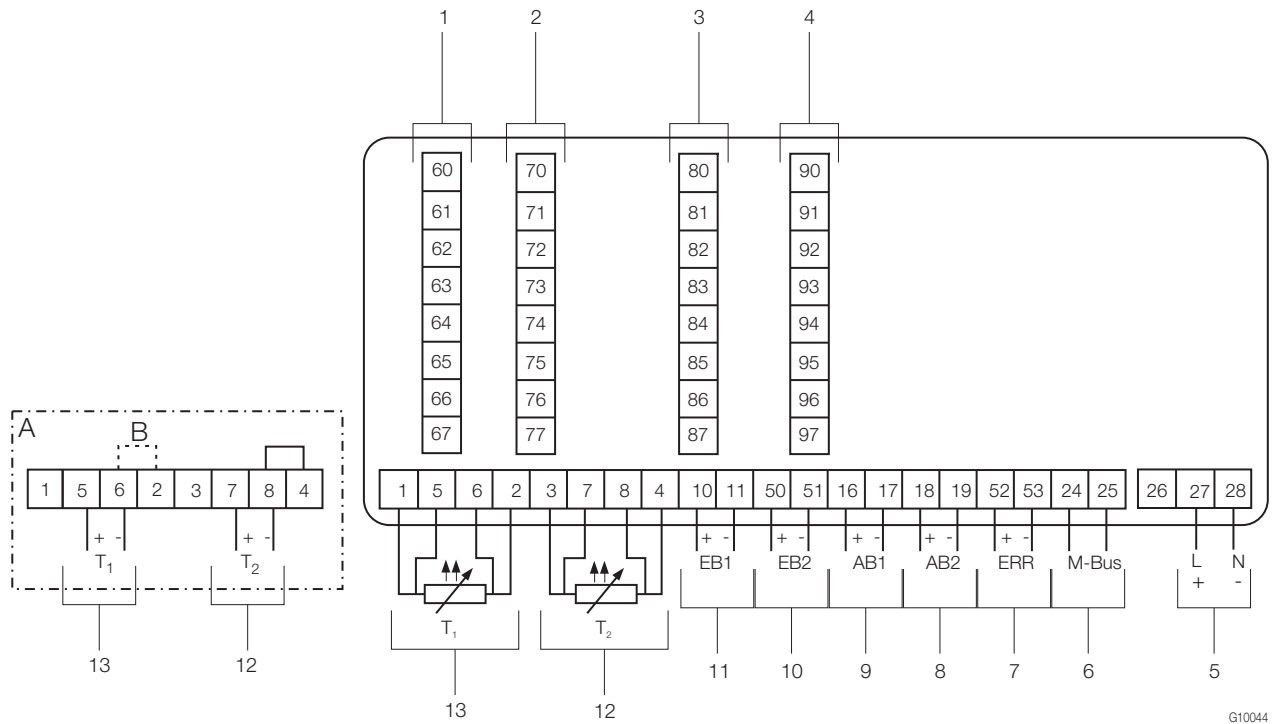 1 2 3 4
60 70 80 90
61 71 81 91
62 72 82 92
63 73 83 93
64 74 84 94
65 75 85 95
66 76 86 96
67 77 87 97
A B
1 5 6 2 3 7 8 4
+ - + -
T1 T2
13 12
1 5 6 2 3 7 8 4 10 11 50 51 16 17 18 19 52 53 24 25 26 27 28
+ - + - + - + - + -
EB1 EB2 AB1 AB2 ERR M-Bus L N
+ -
T1 T2
13 12 11 10 9 8 7 6 5
G10044